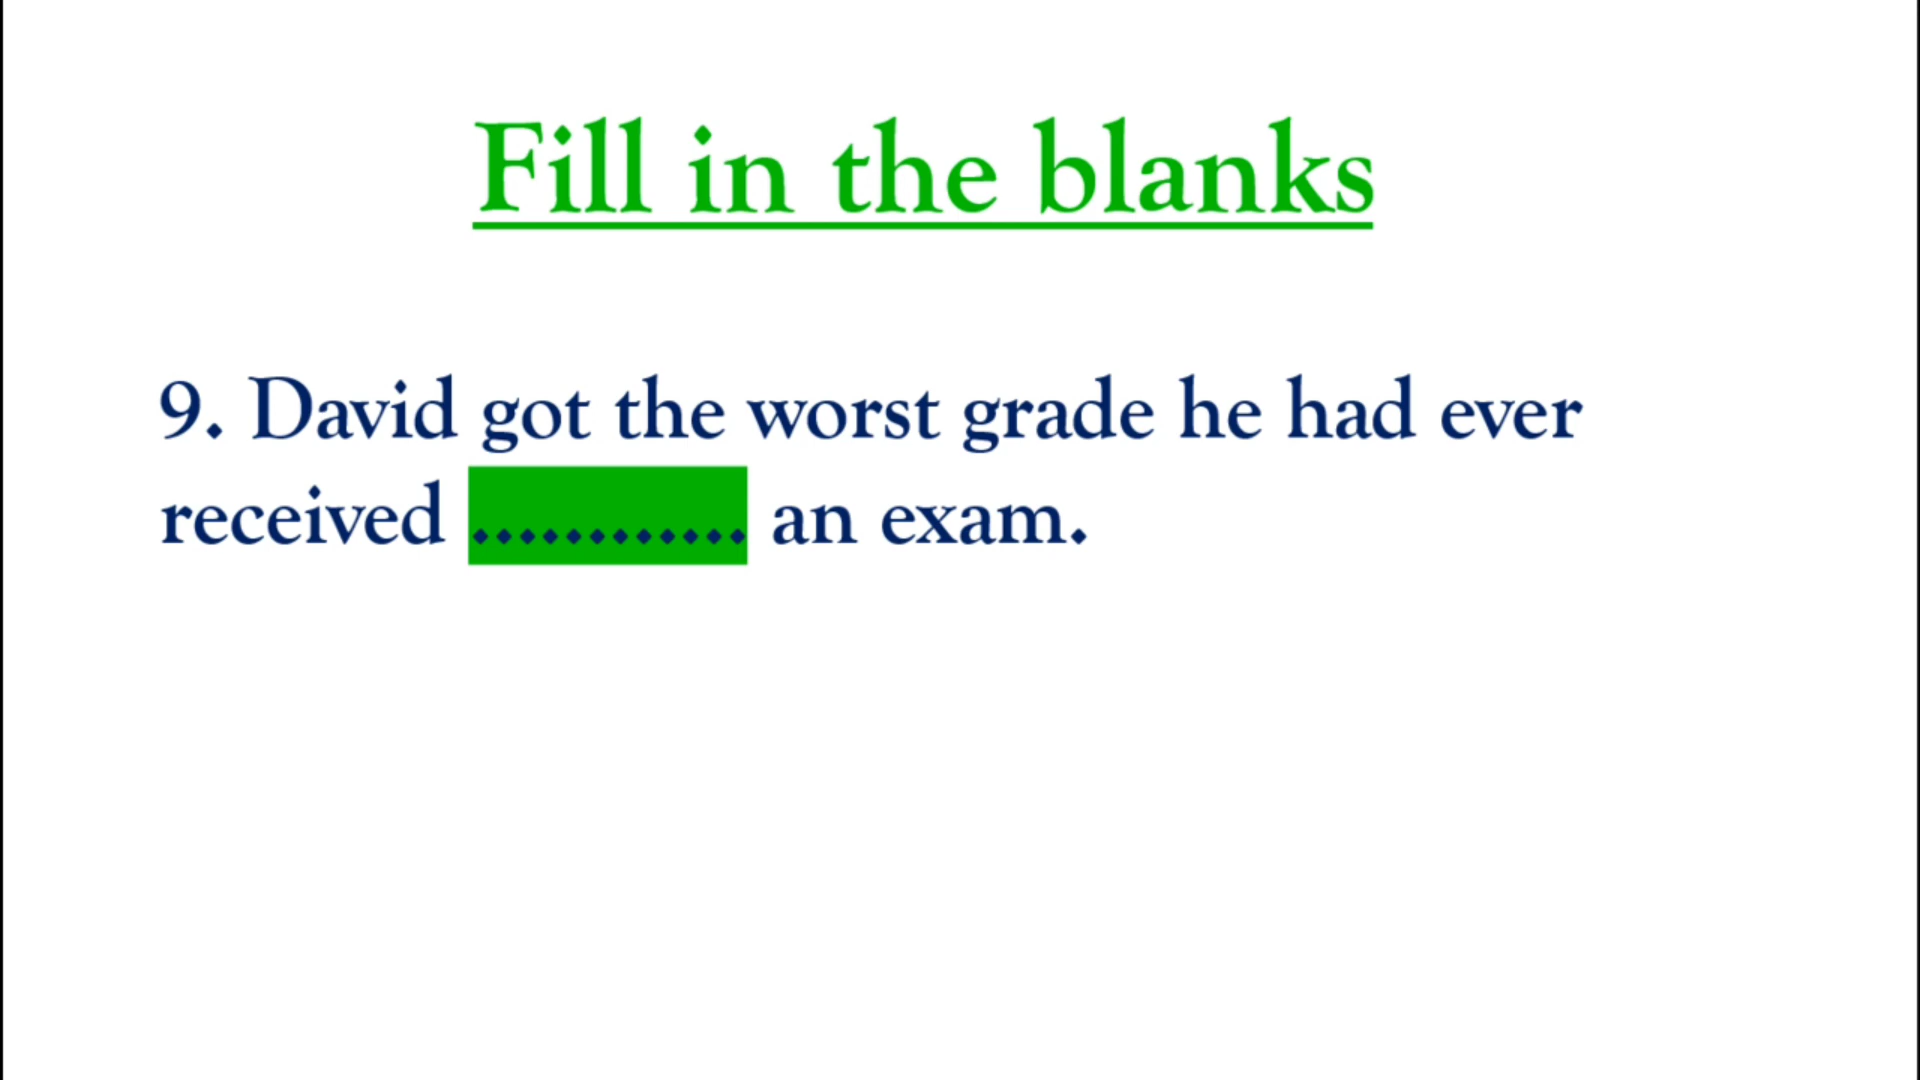 Fill in the blanks
9. David got the worst grade he had ever
received ............ an exam.